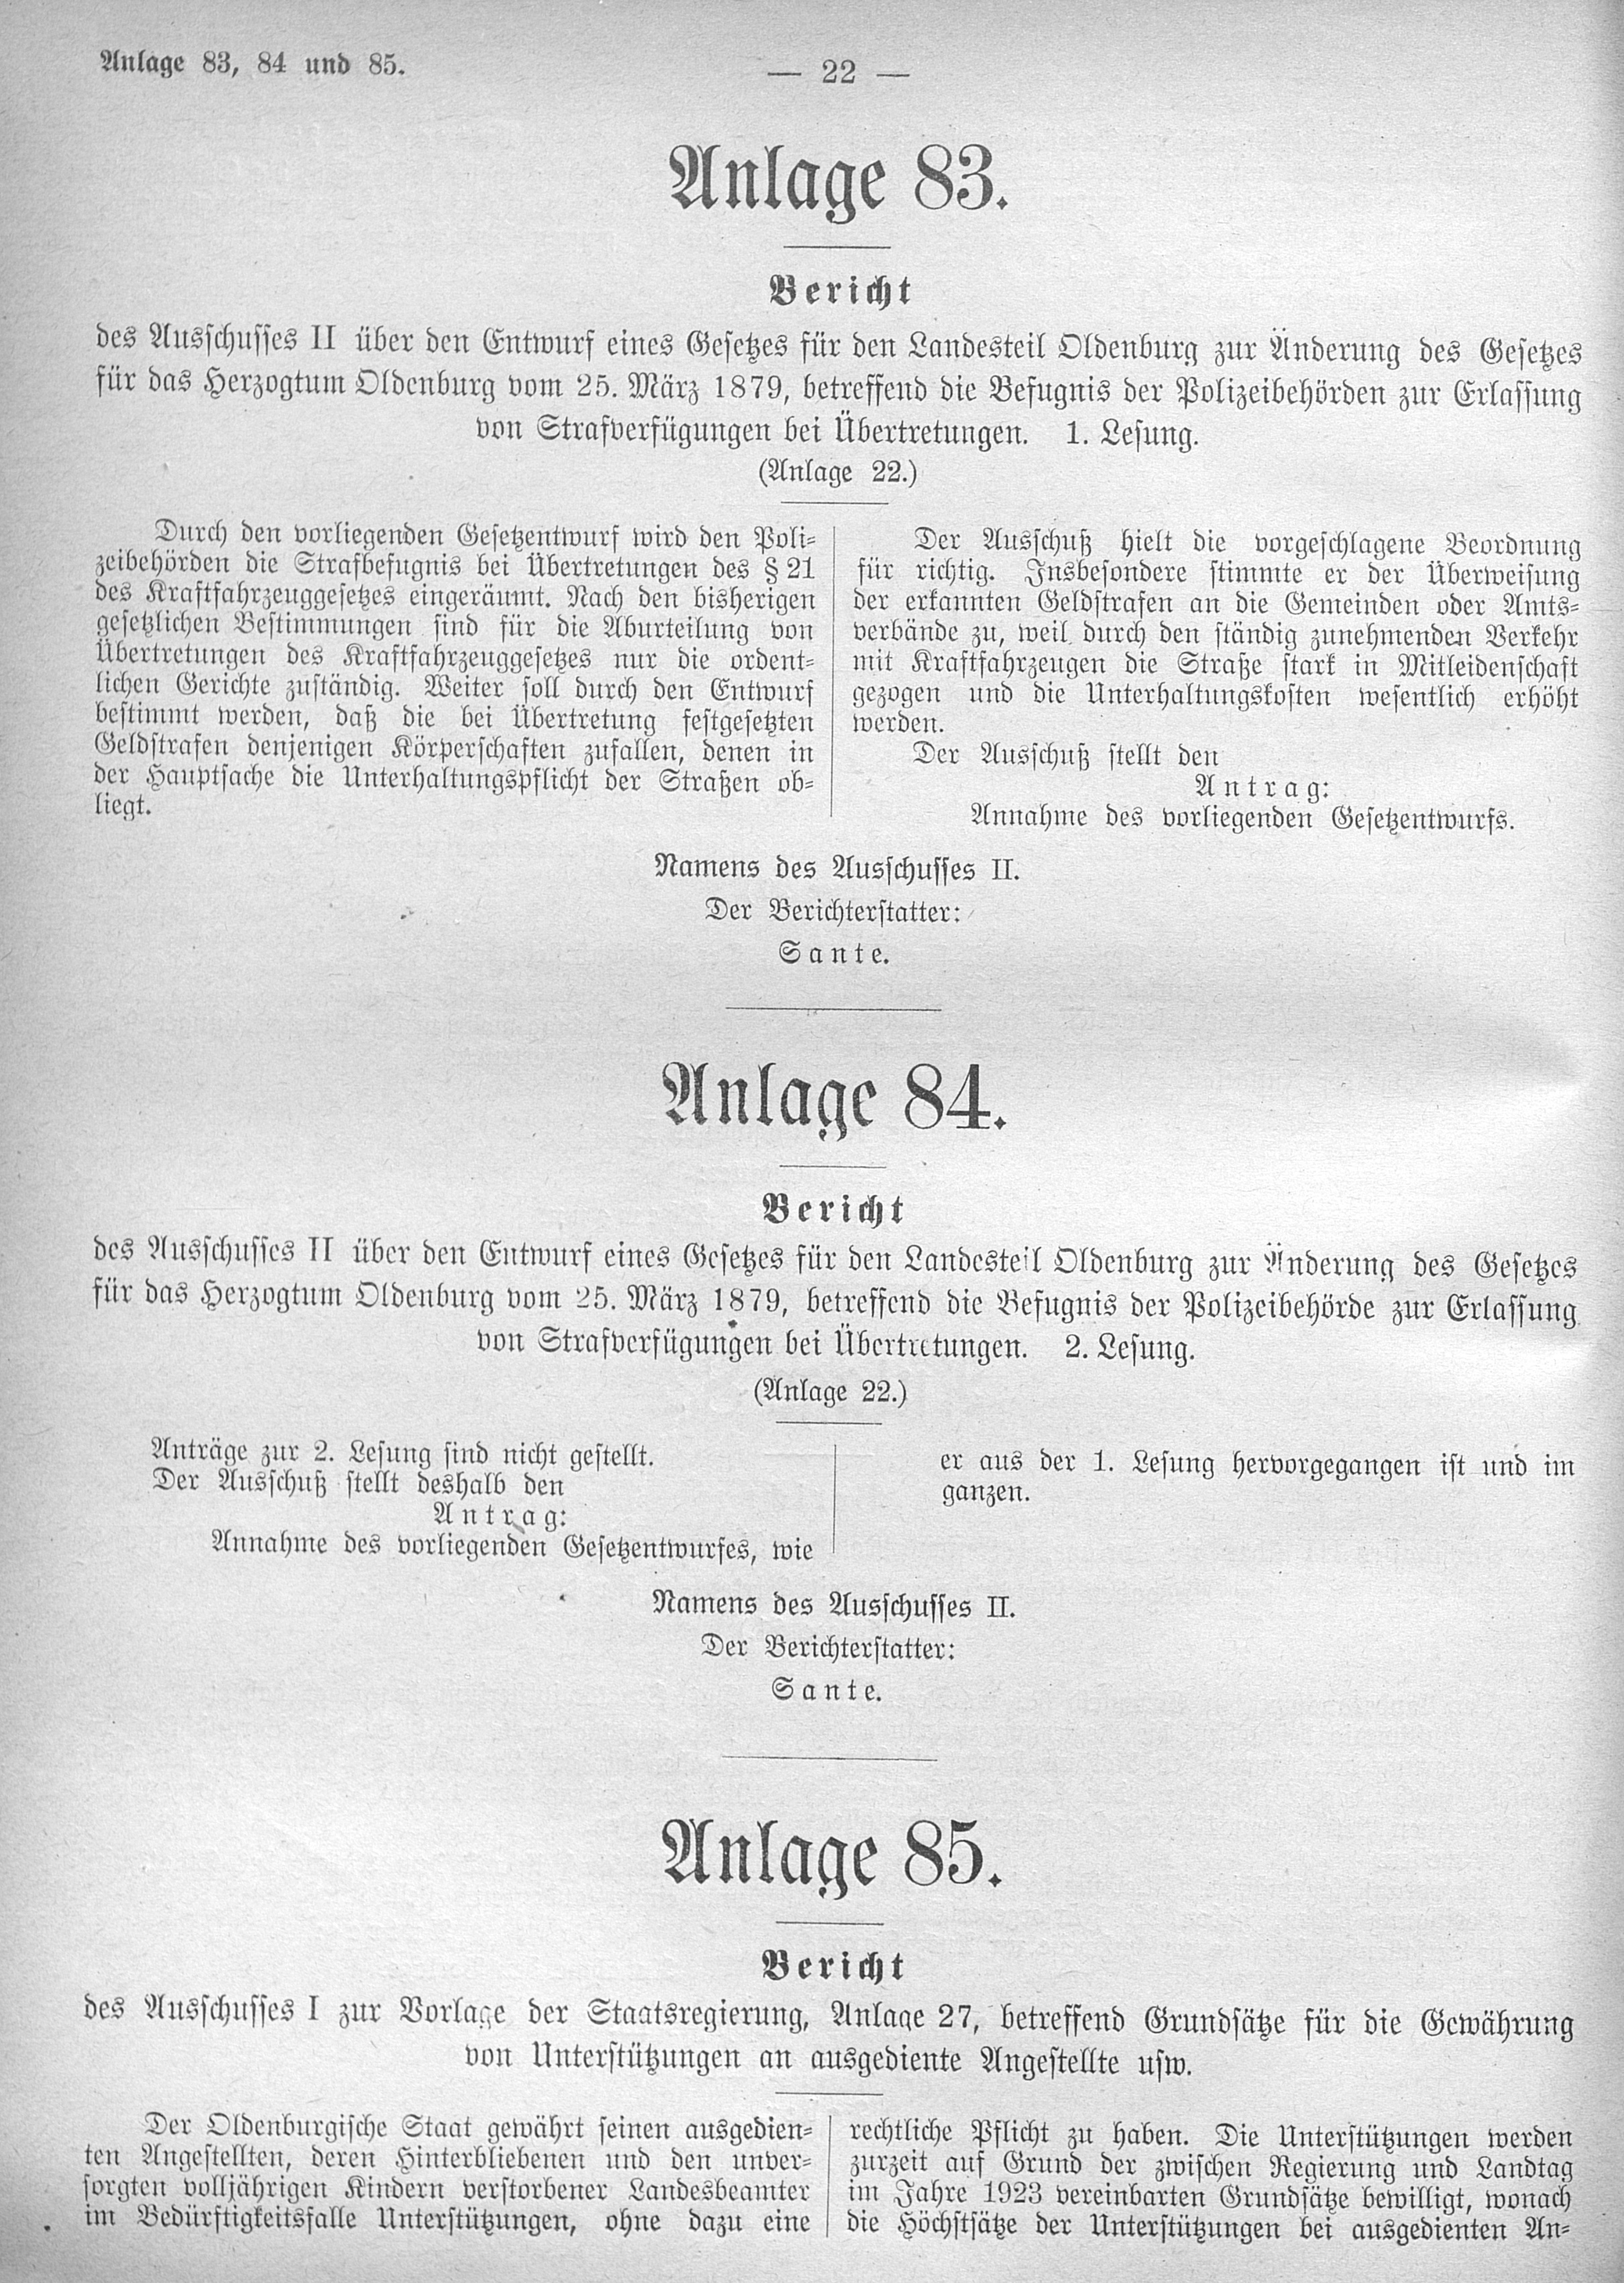 Anlage 83, 84 und 85.
— 22 —
Anlage 83.
Bericht
des Ausschusses II über den Entwurf eines Gesetzes für den Landesteil Oldenburg zur Änderung des Gesetzes
für das Herzogtum Oldenburg vom 25. März 1879, betreffend die Befugnis der Polizeibehörden zur Erlassung
von Strafverfügungen bei Übertretungen. 1. Lesung.
(Anlage 22.)
Durch den vorliegenden Gesetzentwurf wird den Poli-
zeibehörden die Strafbefugnis bei Übertretungen des § 21
des Kraftfahrzeuggesetzes eingeräumt. Nach den bisherigen
gesetzlichen Bestimmungen sind für die Aburteilung von
Übertretungen des Kraftfahrzeuggesetzes nur die ordent-
lichen Gerichte zuständig. Weiter soll durch den Entwurf
bestimmt werden, daß die bei Übertretung festgesetzten
Geldstrafen denjenigen Körperschaften zufallen, denen in
der Hauptsache die Unterhaltungspflicht der Straßen ob-
liegt.
Der Ausschuß hielt die vorgeschlagene Beordnung
für richtig. Insbesondere stimmte er der Überweisung
der erkannten Geldstrafen an die Gemeinden oder Amts-
verbände zu, weil durch den ständig zunehmenden Verkehr
mit Kraftfahrzeugen die Straße stark in Mitleidenschaft
gezogen und die Unterhaltungskosten wesentlich erhöht
werden.
Der Ausschuß stellt den
Antrag:
Annahme des vorliegenden Gesetzentwurfs.
Namens des Ausschusses II.
Der Berichterstatter:
Sante.
Anlage 84.
Bericht
des Ausschusses II über den Entwurf eines Gesetzes für den Landesteil Oldenburg zur Änderung des Gesetzes
für das Herzogtum Oldenburg vom 25. März 1879, betreffend die Befugnis der Polizeibehörde zur Erlassung
von Strafverfügungen bei Übertretungen. 2. Lesung.
(Anlage 22.)
Anträge zur 2. Lesung sind nicht gestellt.
Der Ausschuß stellt deshalb den
Antrag:
Annahme des vorliegenden Gesetzentwurfes, wie
er aus der 1. Lesung hervorgegangen ist und im
ganzen.
Namens des Ausschusses II.
Der Berichterstatter:
Sante.
Anlage 85.
Bericht
des Ausschusses I zur Vorlage der Staatsregierung, Anlage 27, betreffend Grundsätze für die Gewährung
von Unterstützungen an ausgediente Angestellte usw.
Der Oldenburgische Staat gewährt seinen ausgedien-
ten Angestellten, deren Hinterbliebenen und den unver-
sorgten volljährigen Kindern verstorbener Landesbeamter
im Bedürftigkeitsfalle Unterstützungen, ohne dazu eine
rechtliche Pflicht zu haben. Die Unterstützungen werden
zurzeit auf Grund der zwischen Regierung und Landtag
im Jahre 1923 vereinbarten Grundsätze bewilligt, wonach
die Höchstsätze der Unterstützungen bei ausgedienten An-